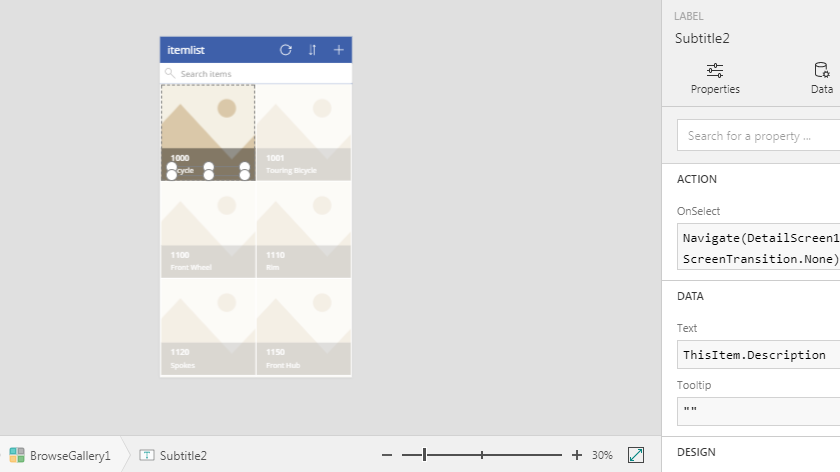 LABEL
Subtitle2
Properties
Data
Search for a property ...
ACTION
OnSelect
Navigate(DetailScreen1
ScreenTransition.None)
DATA
Text
ThisItem.Description
Tooltip
""
DESIGN
itemlist
Search items
1000
cycle
1001
Touring Bicycle
1100
Front Wheel
1110
Rim
1120
Spokes
1150
Front Hub
BrowseGallery1
Subtitle2
30%